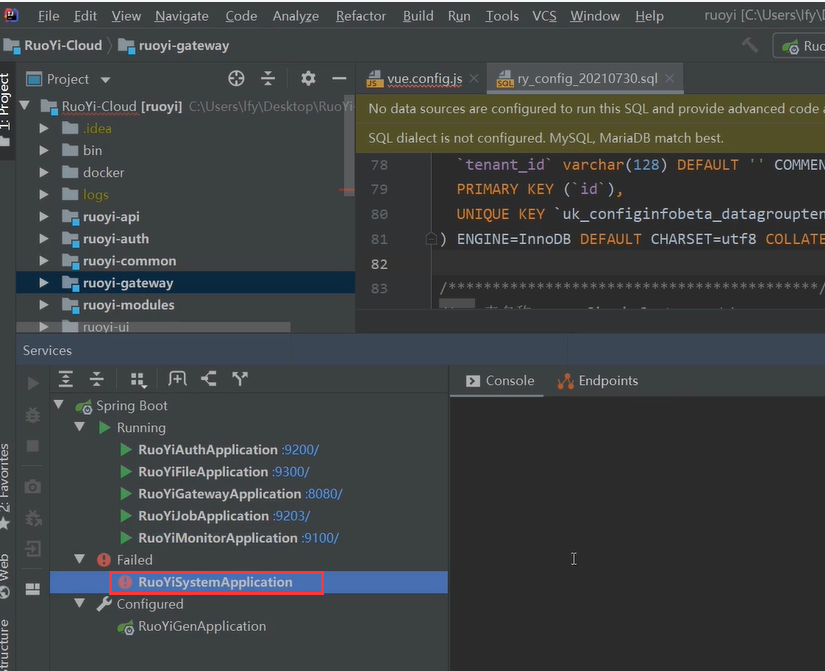 File Edit View Navigate Code Analyze Refactor Build Run Tools VCS Window Help ruoyi [C:\Users\lfy\
RuoYi-Cloud ruoyi-gateway
Project
vue.config.js
ry_config_20210730.sql
1: Project
RuoYi-Cloud [ruoyi] C:\Users\lfy\Desktop\RuoYi
.idea
bin
docker
logs
ruoyi-api
ruoyi-auth
ruoyi-common
ruoyi-gateway
ruoyi-modules
ruoyi-ui
No data sources are configured to run this SQL and provide advanced code
SQL dialect is not configured. MySQL, MariaDB match best.
78 `tenant_id` varchar(128) DEFAULT '' COMMEN
79 PRIMARY KEY (`id`),
80 UNIQUE KEY `uk_configinfobeta_datagroupten
81 ) ENGINE=InnoDB DEFAULT CHARSET=utf8 COLLATE
82
83 /******************************************/
Services
Console Endpoints
Spring Boot
Running
RuoYiAuthApplication :9200/
RuoYiFileApplication :9300/
RuoYiGatewayApplication :8080/
RuoYiJobApplication :9203/
RuoYiMonitorApplication :9100/
Failed
RuoYiSystemApplication
Configured
RuoYiGenApplication
2: Favorites
Web